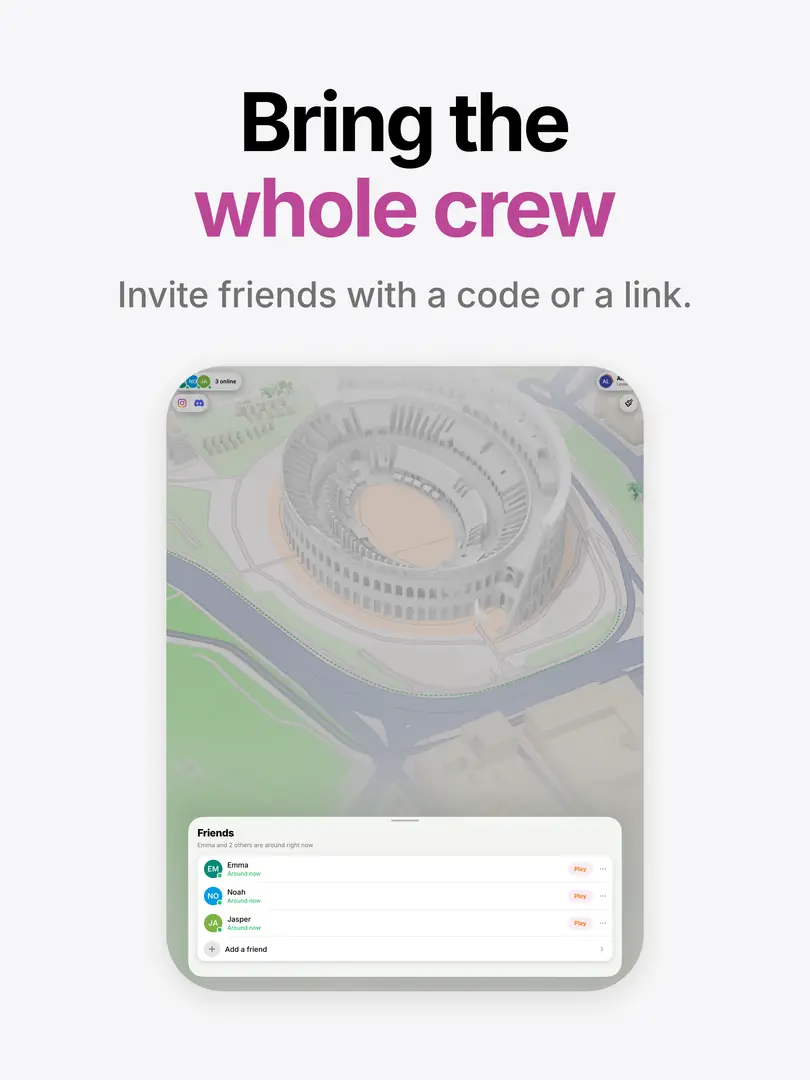 Bring the
whole crew
Invite friends with a code or a link.
NO JA 3 online
AL
Friends
Emma and 2 others are around right now
EM Emma
Around now
Play
NO Noah
Around now
Play
JA Jasper
Around now
Play
Add a friend